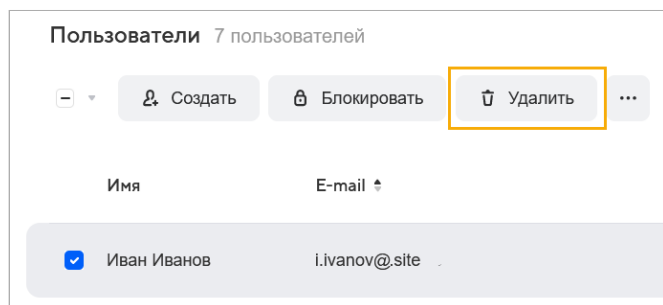 Пользователи 7 пользователей
Создать Блокировать Удалить ...
Имя E-mail
Иван Иванов i.ivanov@.site